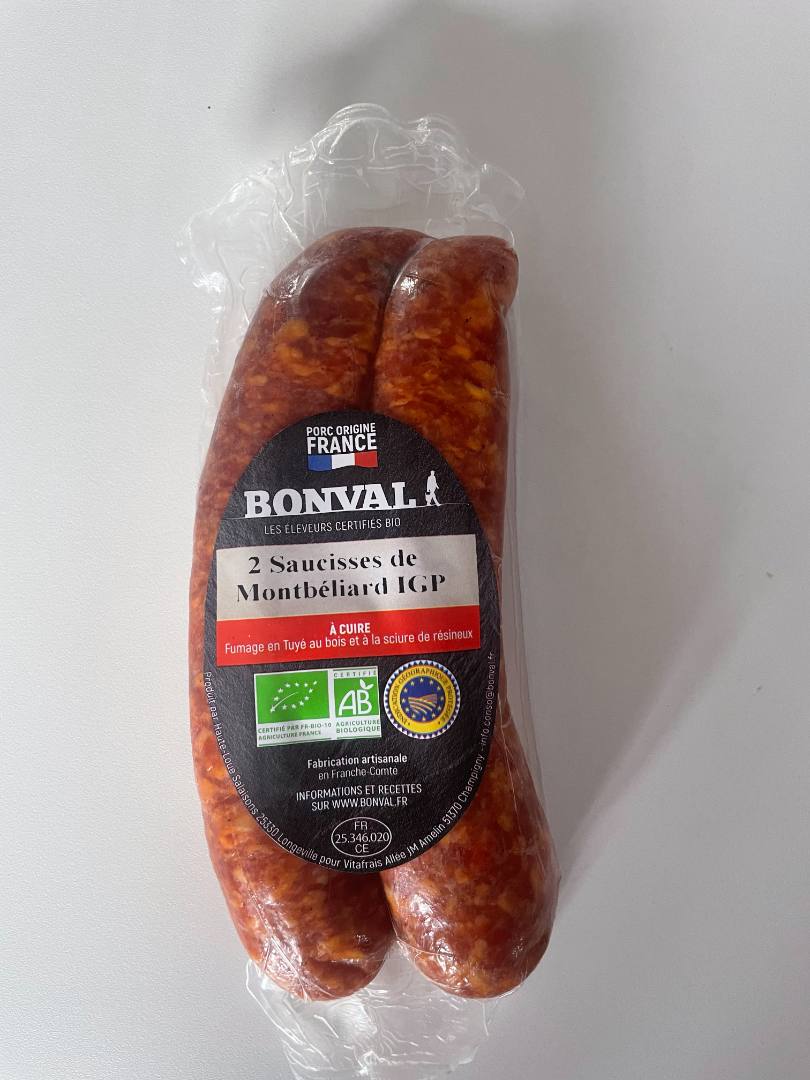 PORC ORIGINE
FRANCE
BONVAL
LES ÉLEVEURS CERTIFIÉS BIO
2 Saucisses de
Montbéliard IGP
À CUIRE
Fumage en Tuyé au bois et à la sciure de résineux
CERTIFIÉ
AB
CERTIFIÉ PAR FR-BIO-10
AGRICULTURE FRANCE
AGRICULTURE
BIOLOGIQUE
INDICATION GÉOGRAPHIQUE PROTÉGÉE
Fabrication artisanale
en Franche-Comté
INFORMATIONS ET RECETTES
SUR WWW.BONVAL.FR
FR
25.346.020
CE
Produit par Haute-Loue Salaisons 25330 Longeville pour Vitafrais Allée JM Amelin 51370 Champigny - info.conso@bonval.fr